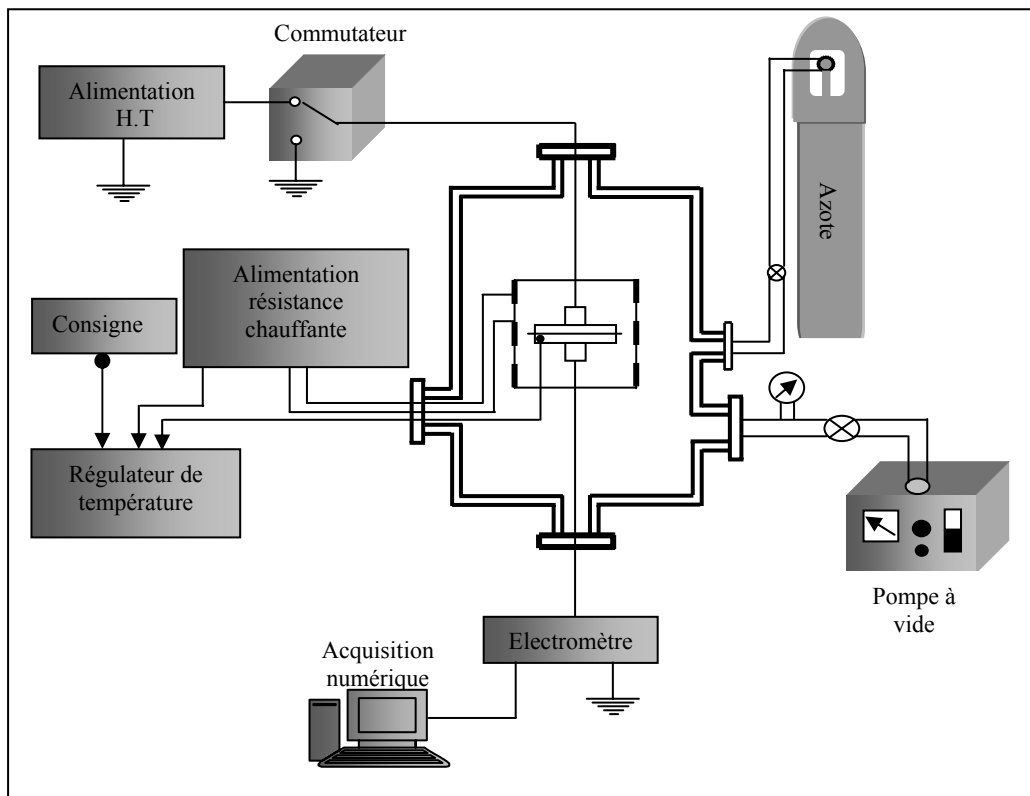 Commutateur
Alimentation
H.T
Azote
Alimentation
résistance
chauffante
Consigne
Régulateur de
température
Pompe à
vide
Electromètre
Acquisition
numérique